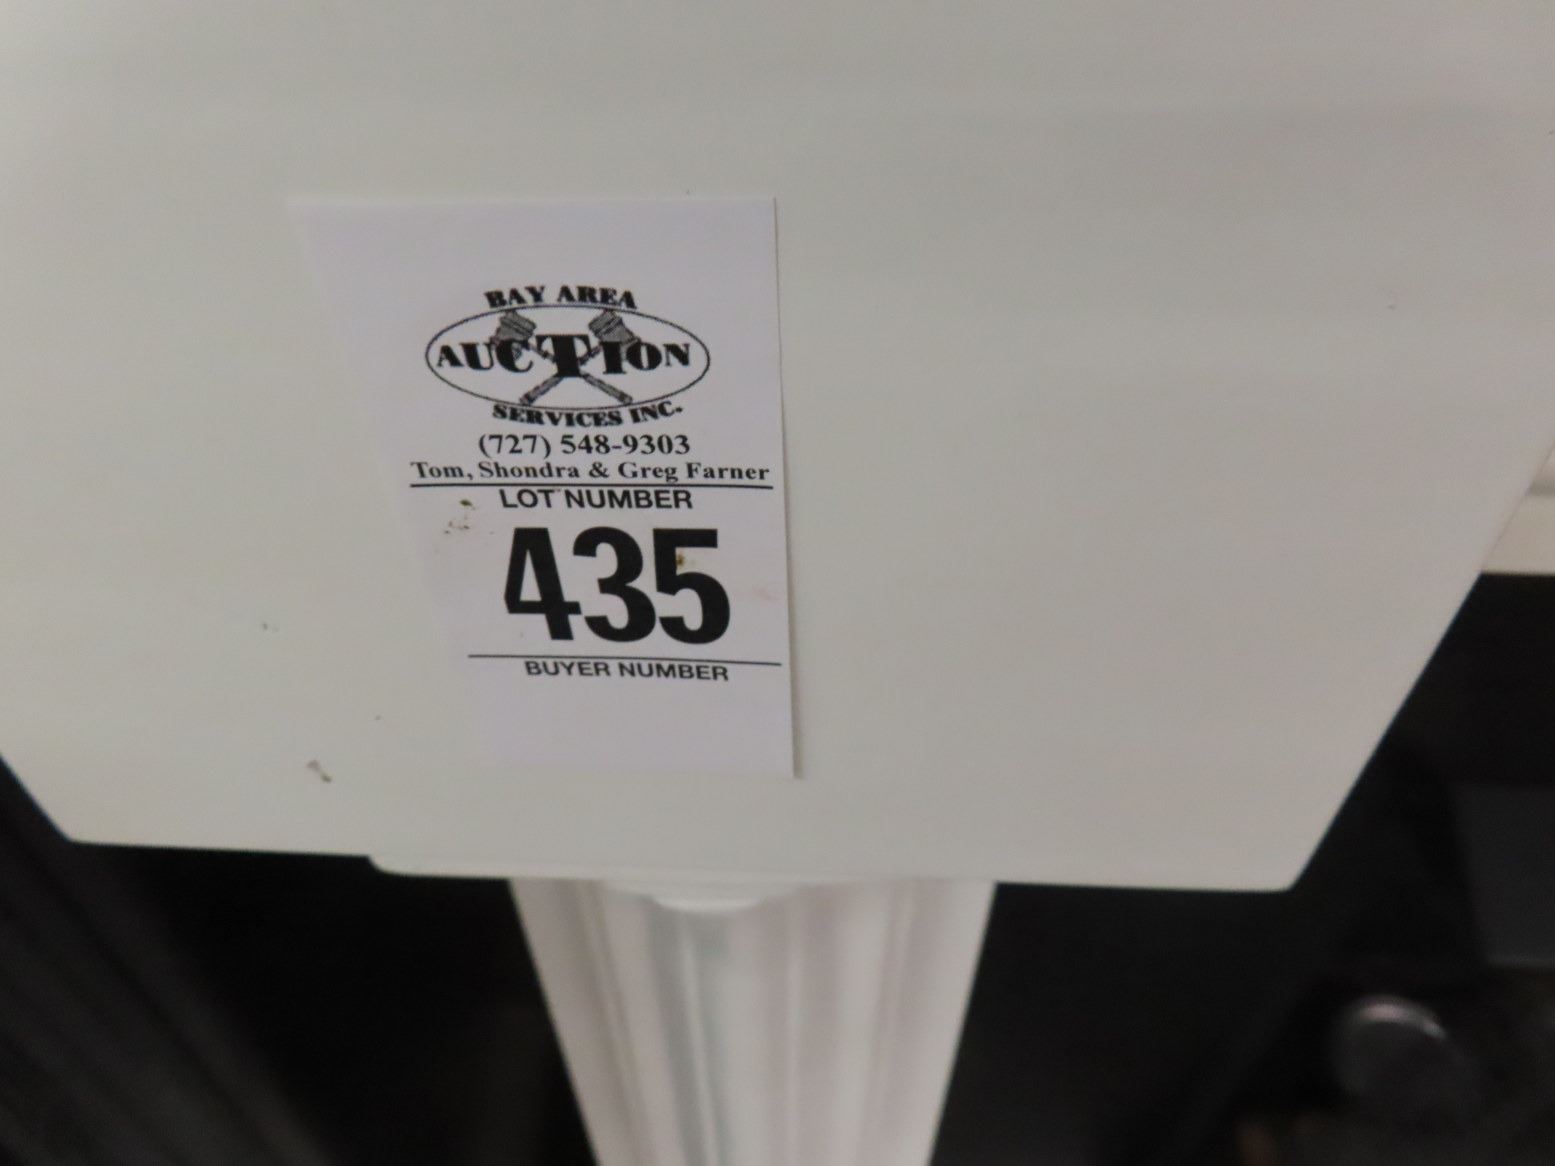 BAY AREA
AUCTION
SERVICES INC.
(727) 548-9303
Tom, Shondra & Greg Farner
LOT NUMBER
435
BUYER NUMBER